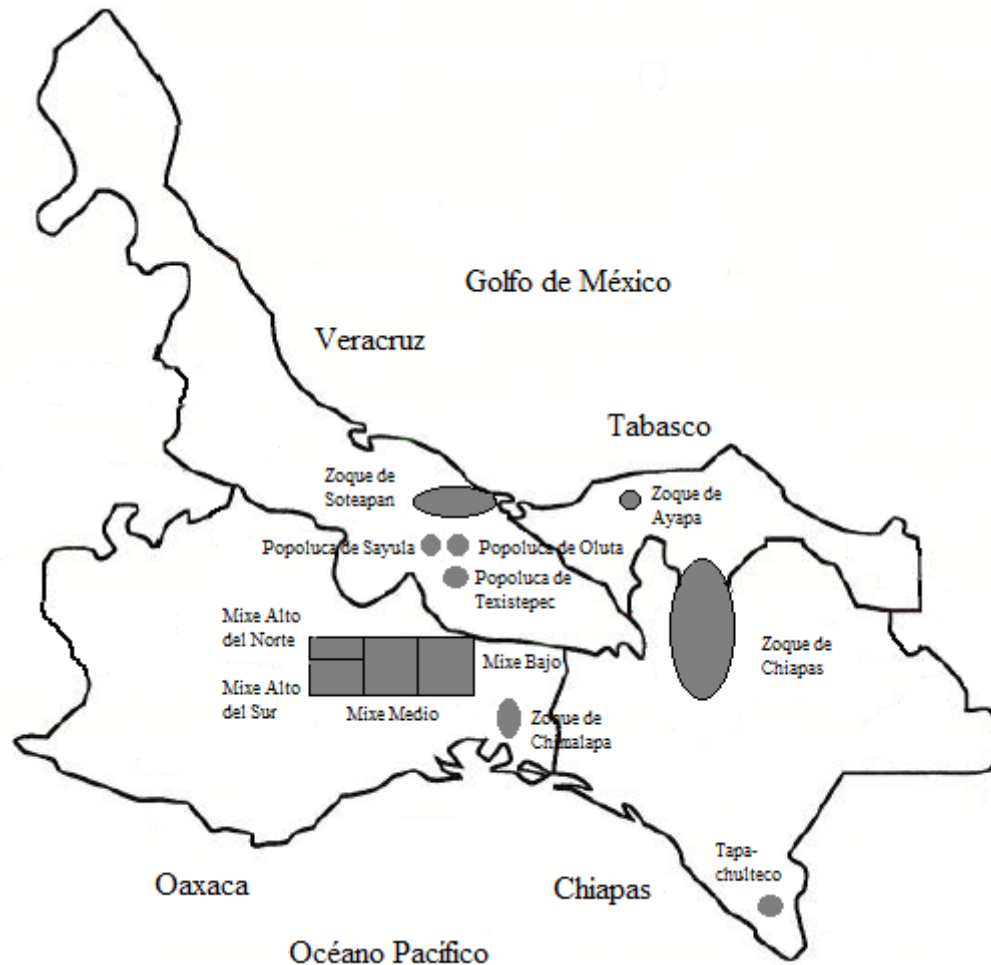 Golfo de México
Veracruz
Tabasco
Zoque de
Soteapan
Zoque de
Ayapa
Popoluca de Sayula
Popoluca de Oluta
Popoluca de
Texistepec
Mixe Alto
del Norte
Zoque de
Chiapas
Mixe Bajo
Mixe Alto
del Sur
Mixe Medio
Zoque de
Chimalapa
Tapa-
chulteco
Oaxaca
Chiapas
Océano Pacífico